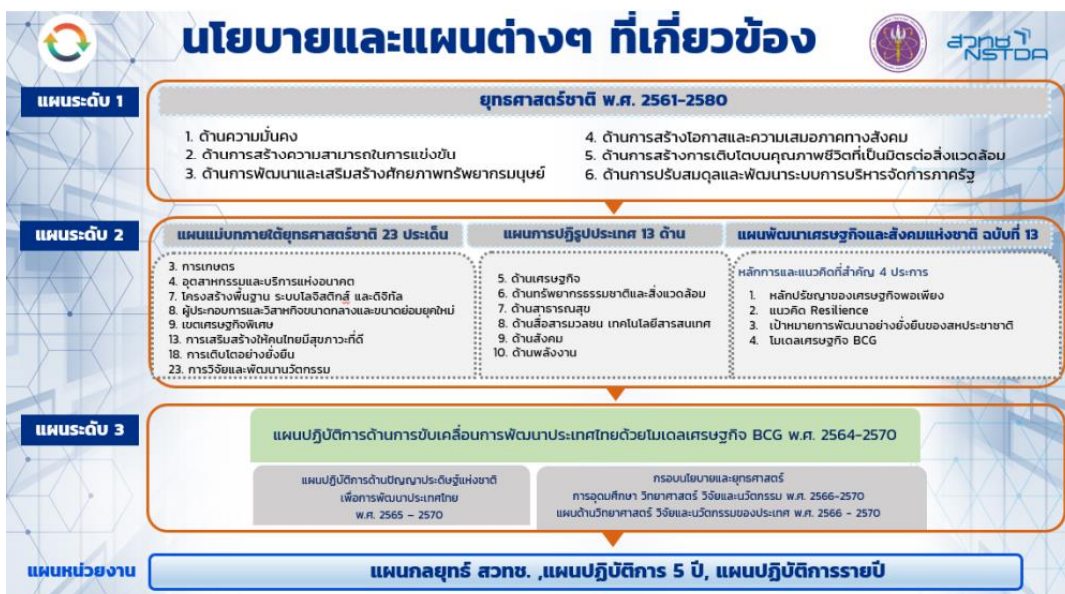 นโยบายและแผนต่างๆ ที่เกี่ยวข้อง
สวทช
NSTDA
แผนระดับ 1
ยุทธศาสตร์ชาติ พ.ศ. 2561-2580
1. ด้านความมั่นคง
2. ด้านการสร้างความสามารถในการแข่งขัน
3. ด้านการพัฒนาและเสริมสร้างศักยภาพทรัพยากรมนุษย์
4. ด้านการสร้างโอกาสและความเสมอภาคทางสังคม
5. ด้านการสร้างการเติบโตบนคุณภาพชีวิตที่เป็นมิตรต่อสิ่งแวดล้อม
6. ด้านการปรับสมดุลและพัฒนาระบบการบริหารจัดการภาครัฐ
แผนระดับ 2
แผนแม่บทภายใต้ยุทธศาสตร์ชาติ 23 ประเด็น
3. การเกษตร
4. อุตสาหกรรมและบริการแห่งอนาคต
7. โครงสร้างพื้นฐาน ระบบโลจิสติกส์ และดิจิทัล
8. ผู้ประกอบการและวิสาหกิจขนาดกลางและขนาดย่อมยุคใหม่
9. เขตเศรษฐกิจพิเศษ
13. การเสริมสร้างให้คนไทยมีสุขภาวะที่ดี
18. การเติบโตอย่างยั่งยืน
23. การวิจัยและพัฒนานวัตกรรม
แผนการปฏิรูปประเทศ 13 ด้าน
5. ด้านเศรษฐกิจ
6. ด้านทรัพยากรธรรมชาติและสิ่งแวดล้อม
7. ด้านสาธารณสุข
8. ด้านสื่อสารมวลชน เทคโนโลยีสารสนเทศ
9. ด้านสังคม
10. ด้านพลังงาน
แผนพัฒนาเศรษฐกิจและสังคมแห่งชาติ ฉบับที่ 13
หลักการและแนวคิดที่สำคัญ 4 ประการ
1. หลักปรัชญาของเศรษฐกิจพอเพียง
2. แนวคิด Resilience
3. เป้าหมายการพัฒนาอย่างยั่งยืนของสหประชาชาติ
4. โมเดลเศรษฐกิจ BCG
แผนระดับ 3
แผนปฏิบัติการด้านการขับเคลื่อนการพัฒนาประเทศไทยด้วยโมเดลเศรษฐกิจ BCG พ.ศ. 2564-2570
แผนปฏิบัติการด้านปัญญาประดิษฐ์แห่งชาติ
เพื่อการพัฒนาประเทศไทย
พ.ศ. 2565 – 2570
กรอบนโยบายและยุทธศาสตร์
การอุดมศึกษา วิทยาศาสตร์ วิจัยและนวัตกรรม พ.ศ. 2566-2570
แผนด้านวิทยาศาสตร์ วิจัยและนวัตกรรมของประเทศ พ.ศ. 2566 - 2570
แผนหน่วยงาน
แผนกลยุทธ์ สวทช. ,แผนปฏิบัติการ 5 ปี, แผนปฏิบัติการรายปี